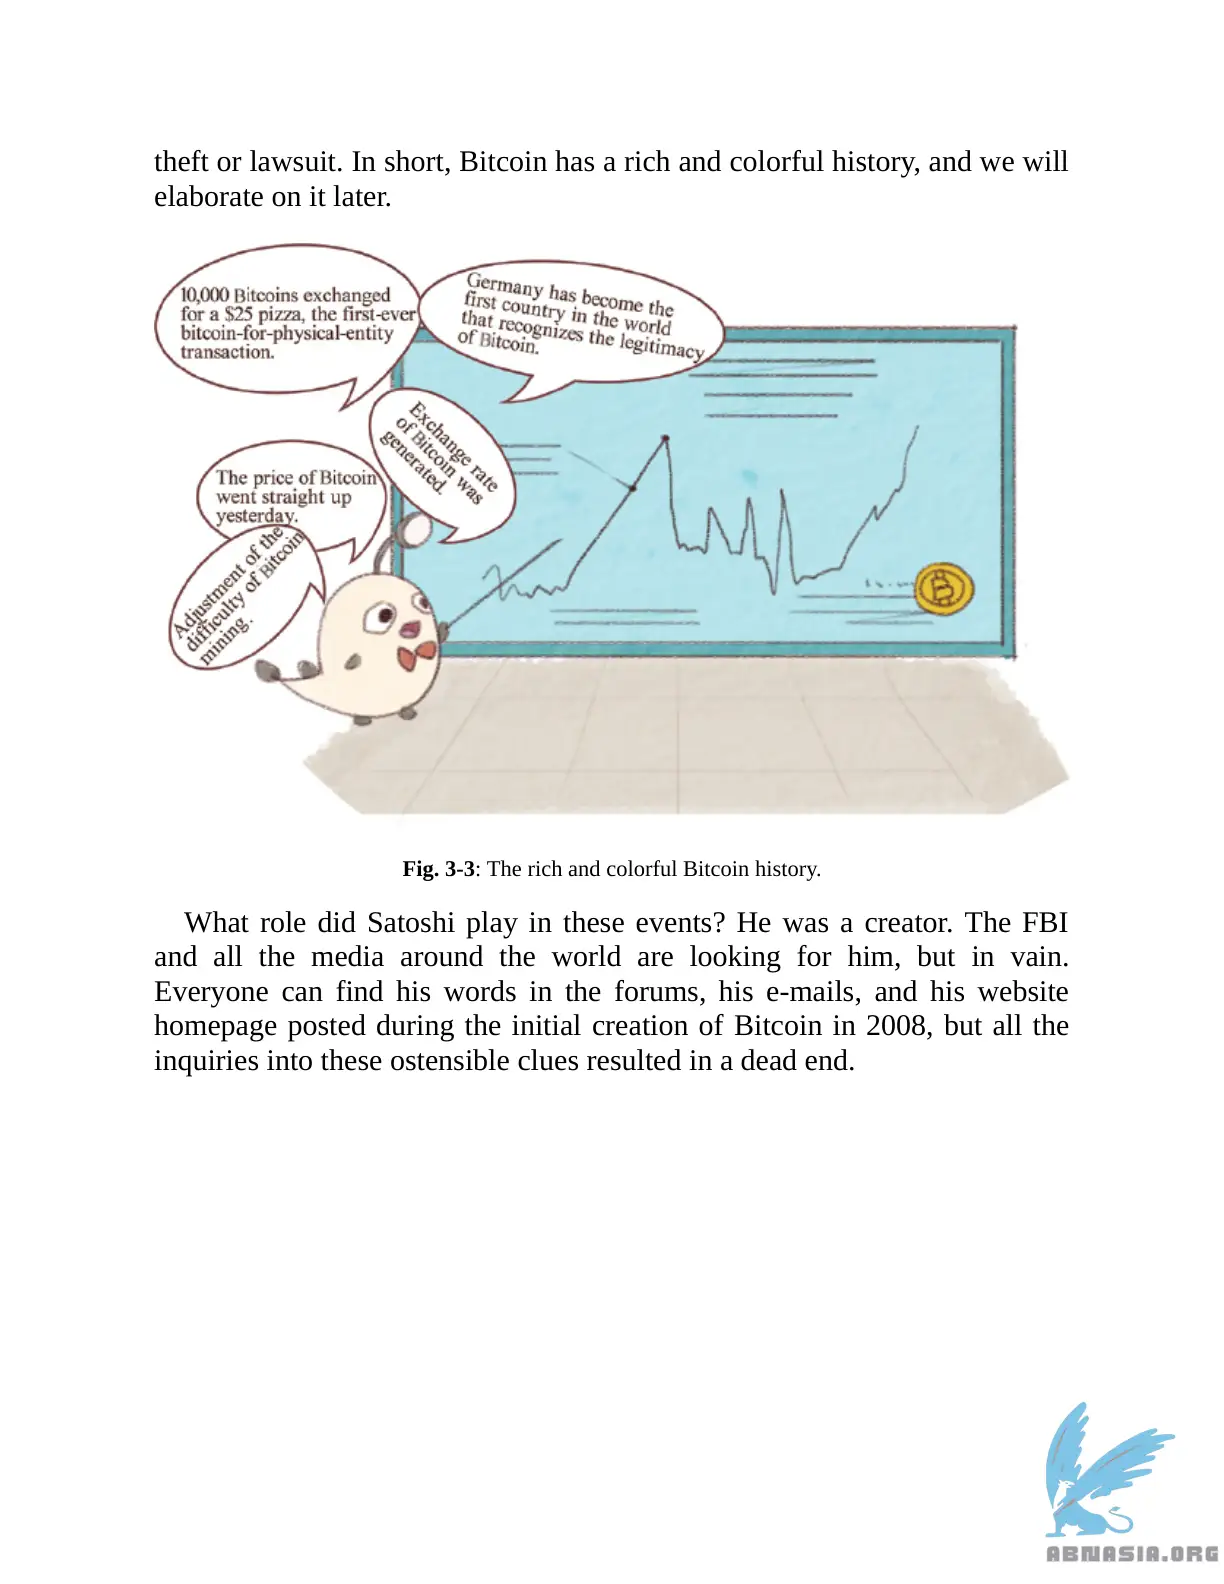 theft or lawsuit. In short, Bitcoin has a rich and colorful history, and we will
elaborate on it later.
10,000 Bitcoins exchanged
for a $25 pizza, the first-ever
bitcoin-for-physical-entity
transaction.
Germany has become the
first country in the world
that recognizes the legitimacy
of Bitcoin.
Exchange rate
of Bitcoin was
generated.
The price of Bitcoin
went straight up
yesterday.
Adjustment of the
difficulty of Bitcoin
mining.
Fig. 3-3: The rich and colorful Bitcoin history.
What role did Satoshi play in these events? He was a creator. The FBI
and all the media around the world are looking for him, but in vain.
Everyone can find his words in the forums, his e-mails, and his website
homepage posted during the initial creation of Bitcoin in 2008, but all the
inquiries into these ostensible clues resulted in a dead end.
ABNASIA.ORG